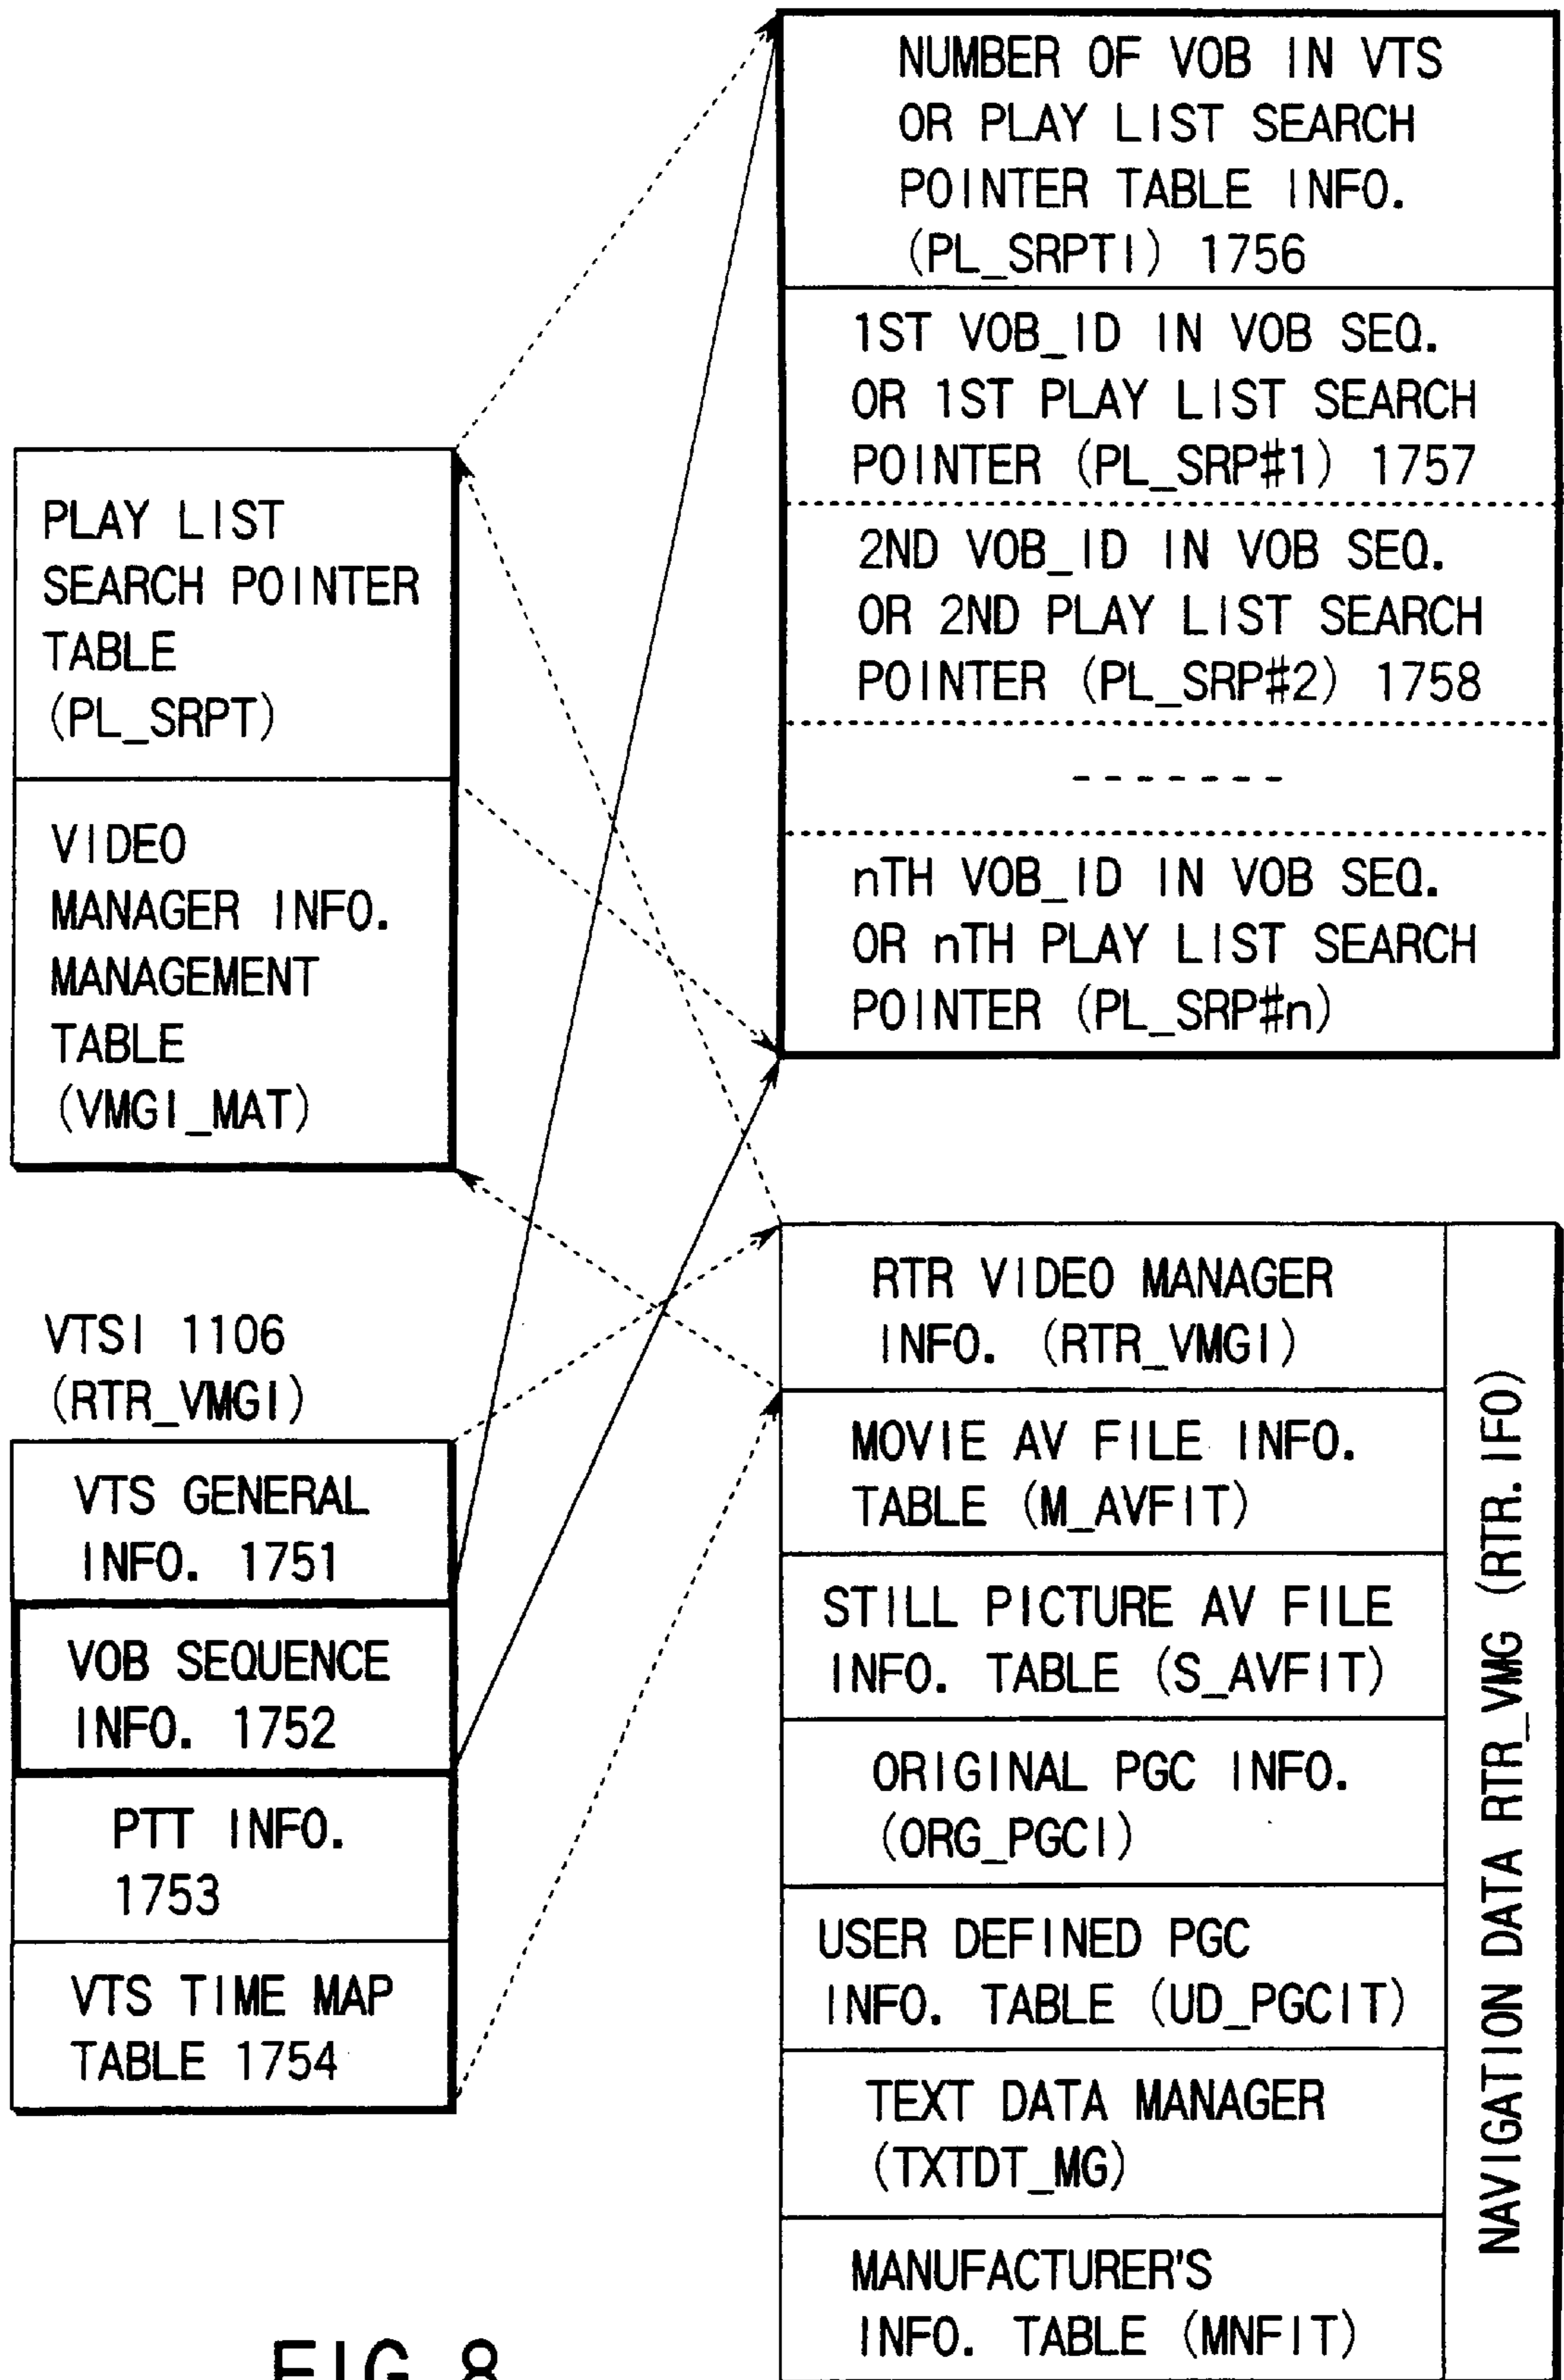 PLAY LIST
SEARCH POINTER
TABLE
(PL_SRPT)
VIDEO
MANAGER INFO.
MANAGEMENT
TABLE
(VMGI_MAT)
VTSI 1106
(RTR_VMGI)
VTS GENERAL
INFO. 1751
VOB SEQUENCE
INFO. 1752
PTT INFO.
1753
VTS TIME MAP
TABLE 1754
NUMBER OF VOB IN VTS
OR PLAY LIST SEARCH
POINTER TABLE INFO.
(PL_SRPTI) 1756
1ST VOB_ID IN VOB SEQ.
OR 1ST PLAY LIST SEARCH
POINTER (PL_SRP#1) 1757
2ND VOB_ID IN VOB SEQ.
OR 2ND PLAY LIST SEARCH
POINTER (PL_SRP#2) 1758
nTH VOB_ID IN VOB SEQ.
OR nTH PLAY LIST SEARCH
POINTER (PL_SRP#n)
RTR VIDEO MANAGER
INFO. (RTR_VMGI)
MOVIE AV FILE INFO.
TABLE (M_AVFIT)
STILL PICTURE AV FILE
INFO. TABLE (S_AVFIT)
ORIGINAL PGC INFO.
(ORG_PGCI)
USER DEFINED PGC
INFO. TABLE (UD_PGCIT)
TEXT DATA MANAGER
(TXTDT_MG)
MANUFACTURER'S
INFO. TABLE (MNFIT)
NAVIGATION DATA RTR_VMG (RTR.IFO)
FIG. 8